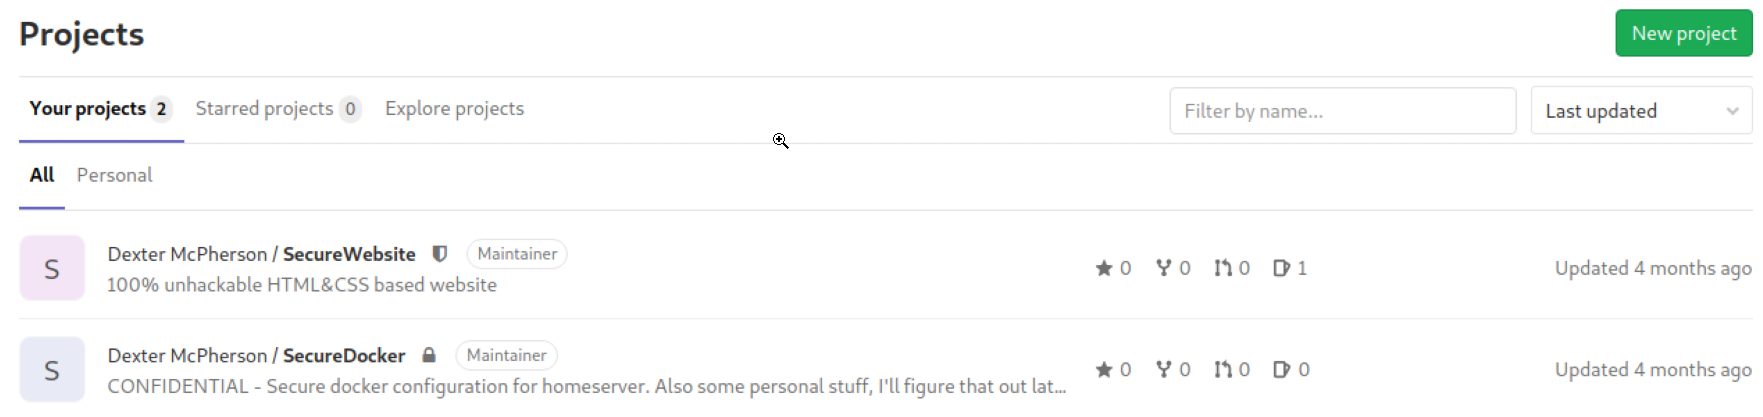 Projects
New project
Your projects 2 Starred projects 0 Explore projects Filter by name... Last updated
All Personal
S Dexter McPherson / SecureWebsite Maintainer
100% unhackable HTML&CSS based website
0 0 0 1 Updated 4 months ago
S Dexter McPherson / SecureDocker Maintainer
CONFIDENTIAL - Secure docker configuration for homeserver. Also some personal stuff, I'll figure that out lat...
0 0 0 0 Updated 4 months ago